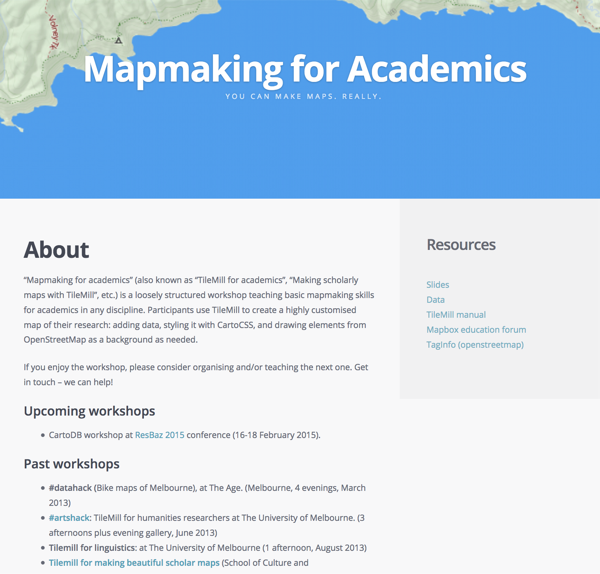 Mapmaking for Academics
YOU CAN MAKE MAPS. REALLY.
About
“Mapmaking for academics” (also known as “TileMill for academics”, “Making scholarly
maps with TileMill”, etc.) is a loosely structured workshop teaching basic mapmaking skills
for academics in any discipline. Participants use TileMill to create a highly customised
map of their research: adding data, styling it with CartoCSS, and drawing elements from
OpenStreetMap as a background as needed.
If you enjoy the workshop, please consider organising and/or teaching the next one. Get
in touch – we can help!
Upcoming workshops
• CartoDB workshop at ResBaz 2015 conference (16-18 February 2015).
Past workshops
• #datahack (Bike maps of Melbourne), at The Age. (Melbourne, 4 evenings, March
2013)
• #artshack: TileMill for humanities researchers at The University of Melbourne. (3
afternoons plus evening gallery, June 2013)
• Tilemill for linguistics: at The University of Melbourne (1 afternoon, August 2013)
• Tilemill for making beautiful scholar maps (School of Culture and
Resources
Slides
Data
TileMill manual
Mapbox education forum
TagInfo (openstreetmap)